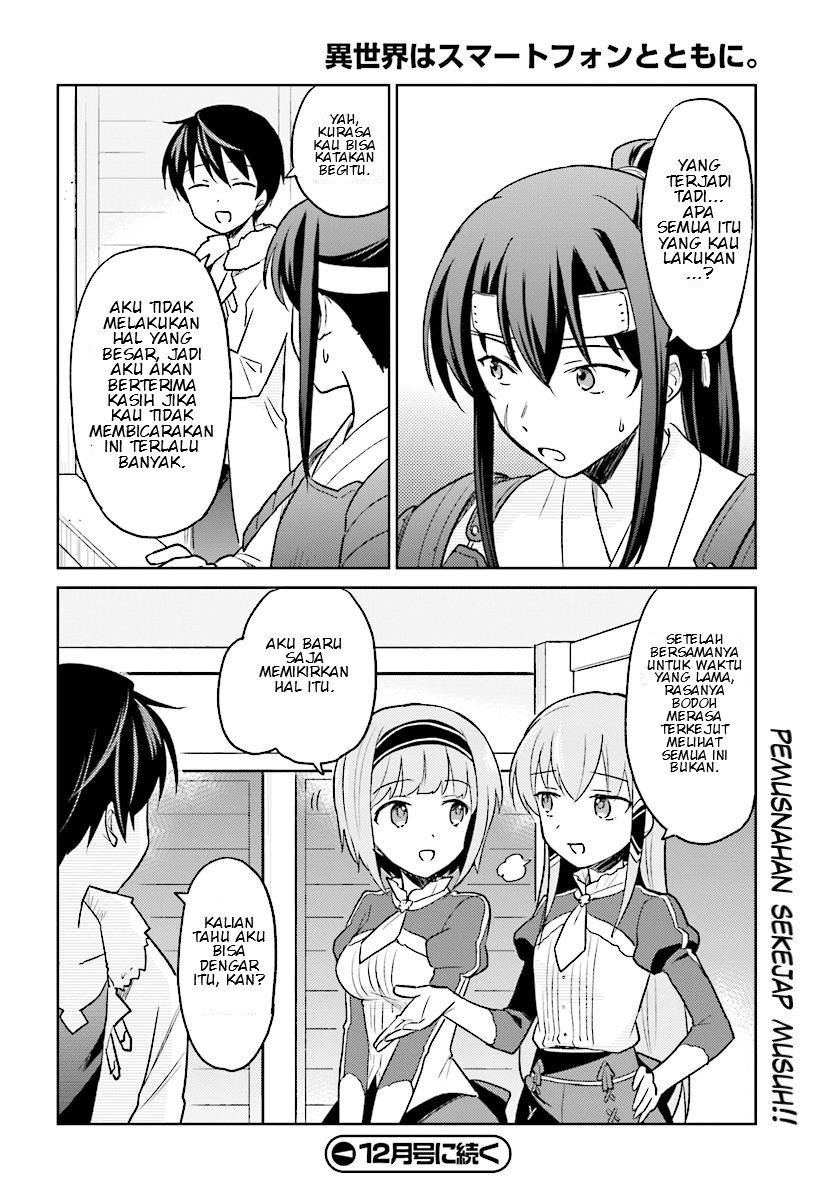 異世界はスマートフォンとともに。
YANG
TERJADI
TADI...
APA
SEMUA ITU
YANG KAU
LAKUKAN
...?
YAH,
KURASA
KAU BISA
KATAKAN
BEGITU.
AKU TIDAK
MELAKUKAN
HAL YANG
BESAR, JADI
AKU AKAN
BERTERIMA
KASIH JIKA
KAU TIDAK
MEMBICARAKAN
INI TERLALU
BANYAK.
SETELAH
BERSAMANYA
UNTUK WAKTU
YANG LAMA,
RASANYA
BODOH
MERASA
TERKEJUT
MELIHAT
SEMUA INI
BUKAN.
AKU BARU
SAJA
MEMIKIRKAN
HAL ITU.
KALIAN
TAHU AKU
BISA
DENGAR
ITU, KAN?
PEMUSNAHAN SEKEJAP MUSUH!!
12月号に続く